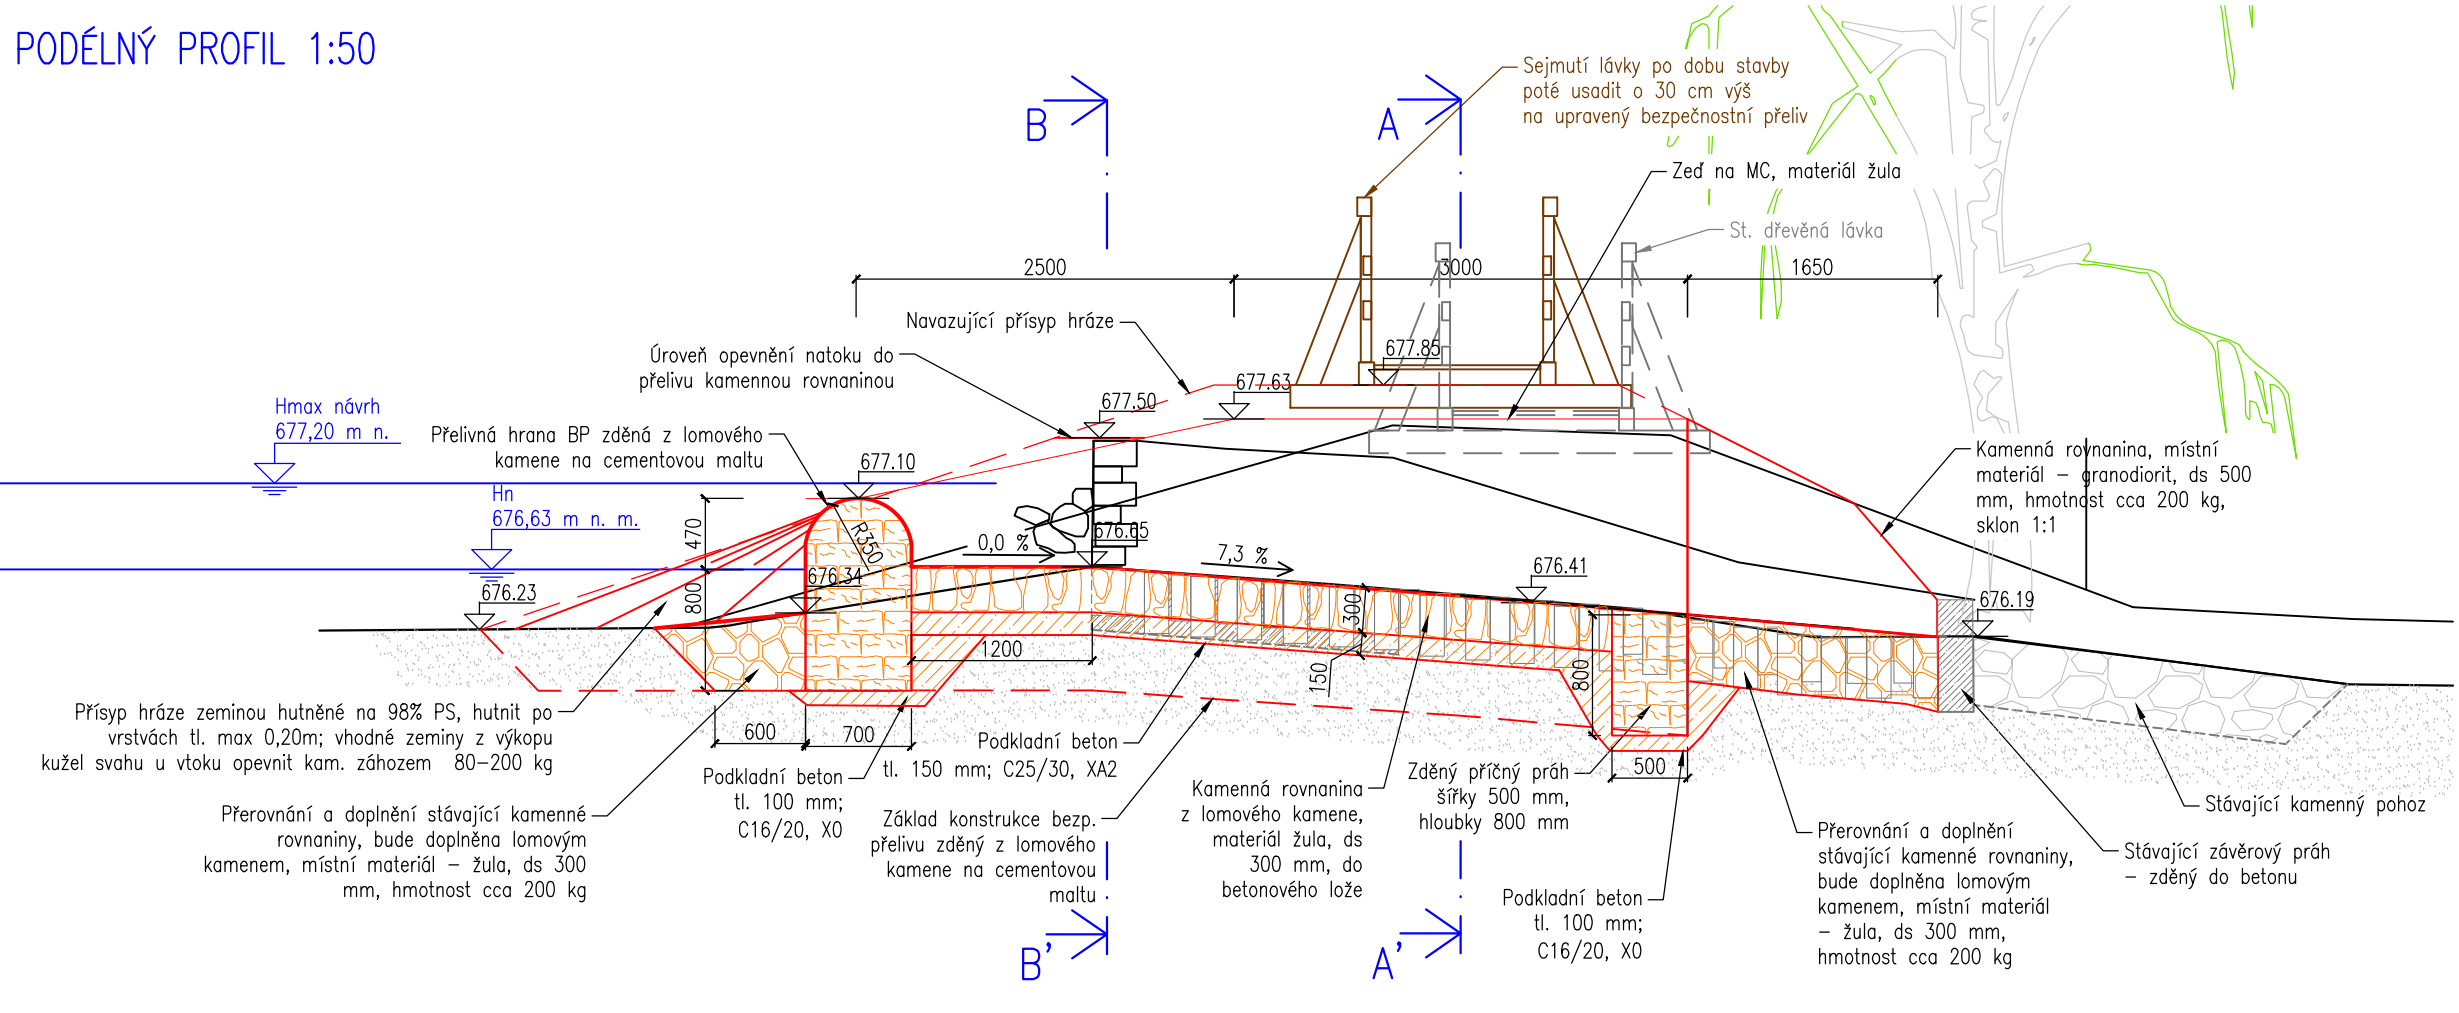 PODÉLNÝ PROFIL 1:50
B
A
Sejmutí lávky po dobu stavby
poté usadit o 30 cm výš
na upravený bezpečnostní přeliv
Zeď na MC, materiál žula
St. dřevěná lávka
2500
3000
1650
Navazující přísyp hráze
Úroveň opevnění natoku do
přelivu kamennou rovnaninou
677.85
677.63
677.50
Hmax návrh
677,20 m n.
Přelivná hrana BP zděná z lomového
kamene na cementovou maltu
677.10
Hn
676,63 m n. m.
Kamenná rovnanina, místní
materiál – granodiorit, ds 500
mm, hmotnost cca 200 kg,
sklon 1:1
470
R350
0,0 %
676.65
7,3 %
676.41
676.34
676.23
800
300
676.19
1200
150
800
600
700
500
Přísyp hráze zeminou hutněné na 98% PS, hutnit po
vrstvách tl. max 0,20m; vhodné zeminy z výkopu
kužel svahu u vtoku opevnit kam. záhozem 80–200 kg
Přerovnání a doplnění stávající kamenné
rovnaniny, bude doplněna lomovým
kamenem, místní materiál – žula, ds 300
mm, hmotnost cca 200 kg
Podkladní beton
tl. 100 mm;
C16/20, X0
Podkladní beton
tl. 150 mm; C25/30, XA2
Základ konstrukce bezp.
přelivu zděný z lomového
kamene na cementovou
maltu
Kamenná rovnanina
z lomového kamene,
materiál žula, ds
300 mm, do
betonového lože
Zděný příčný práh
šířky 500 mm,
hloubky 800 mm
Podkladní beton
tl. 100 mm;
C16/20, X0
Přerovnání a doplnění
stávající kamenné rovnaniny,
bude doplněna lomovým
kamenem, místní materiál
– žula, ds 300 mm,
hmotnost cca 200 kg
Stávající kamenný pohoz
Stávající závěrový práh
– zděný do betonu
B'
A'